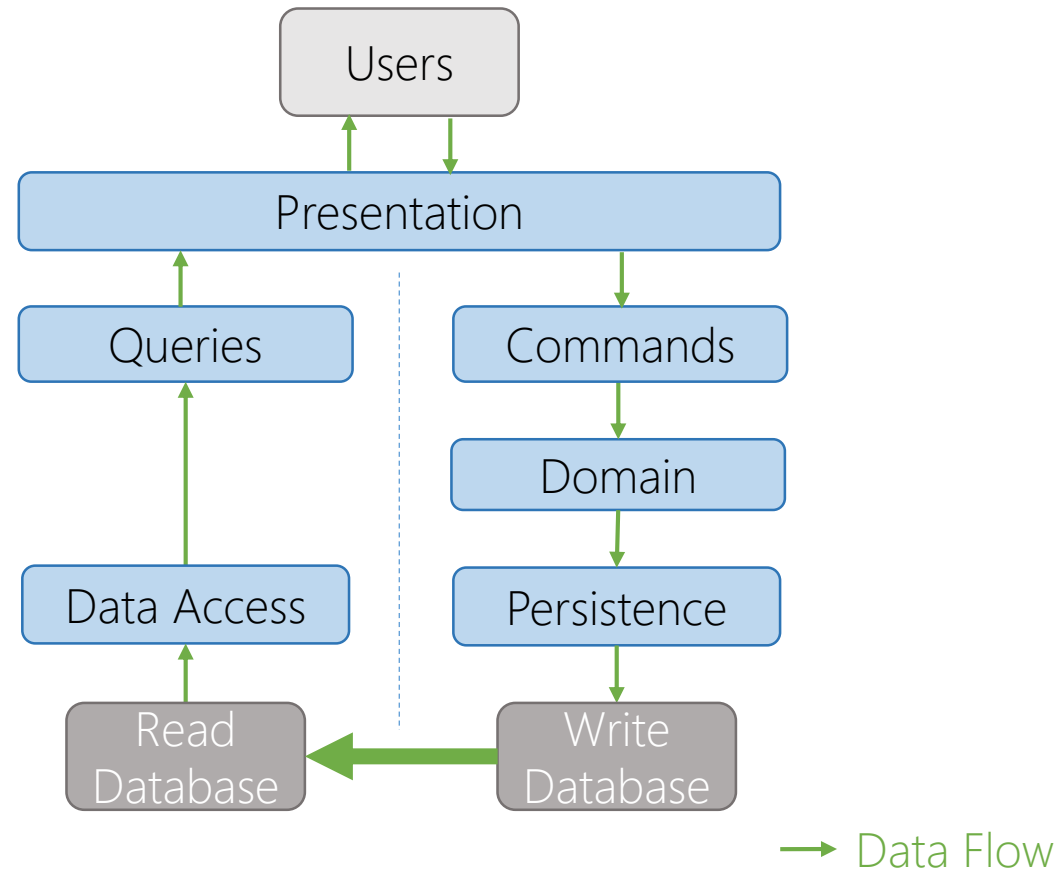 Users
Presentation
Queries
Commands
Domain
Data Access
Persistence
Read
Database
Write
Database
Data Flow